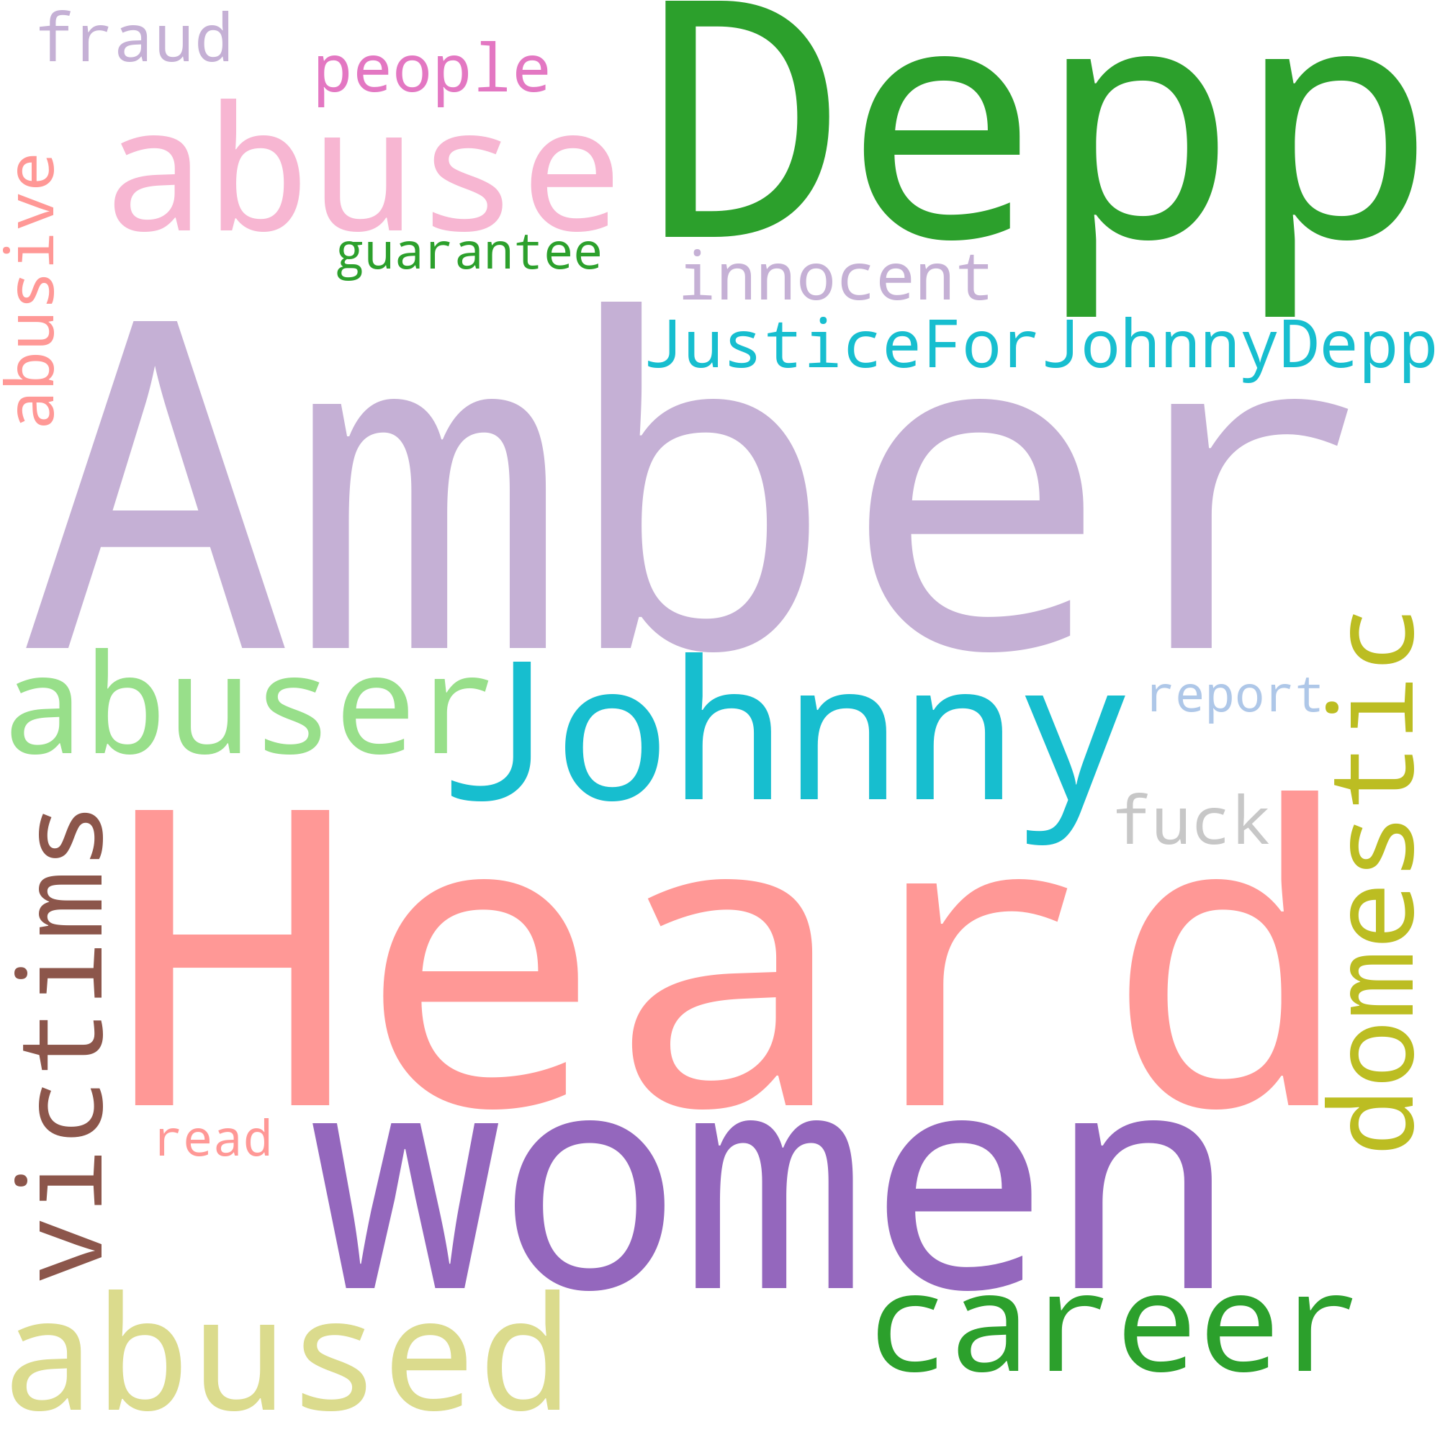 fraud
people
Depp
abuse
abusive
guarantee
innocent
JusticeForJohnnyDepp
Amber
abuser
Johnny
report
domestic
fuck
victims
Heard
read
women
career
abused